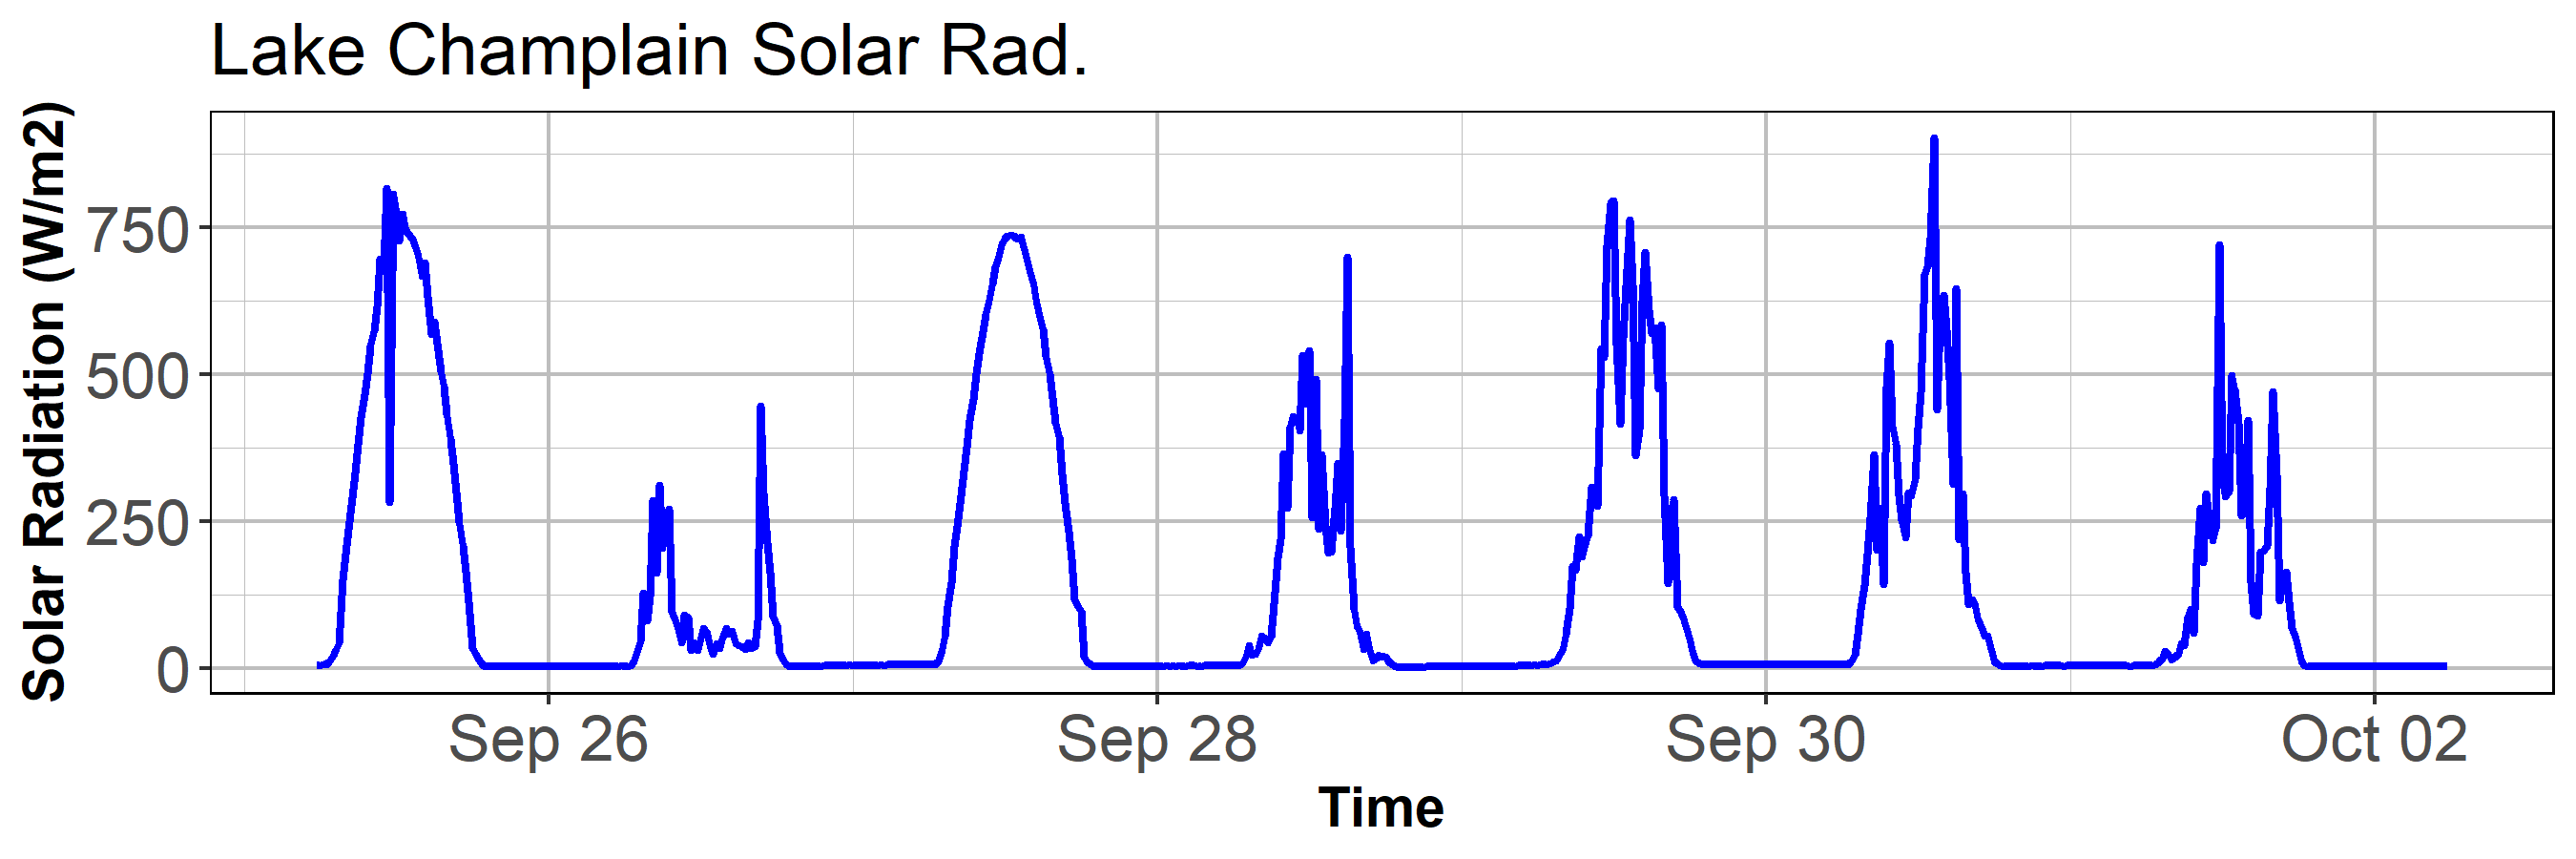 Lake Champlain Solar Rad.
Solar Radiation (W/m2)
750
500
250
0
Sep 26 Sep 28 Sep 30 Oct 02
Time